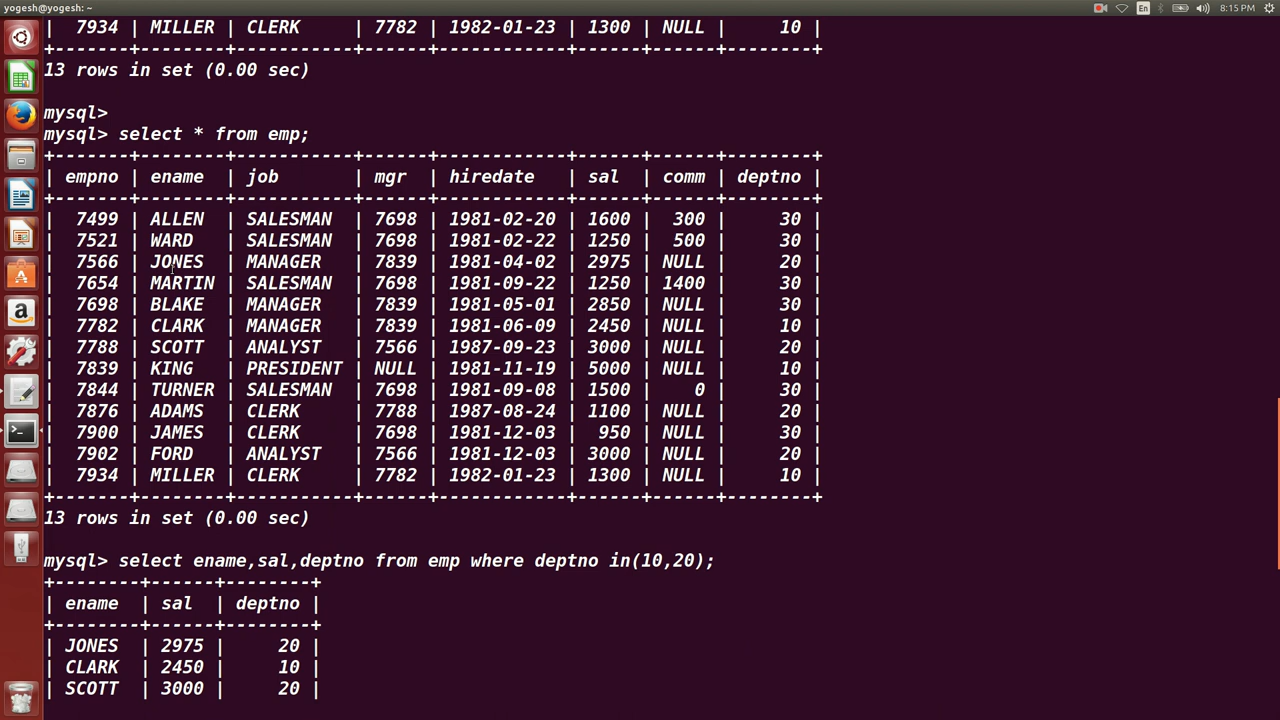 yogesh@yogesh: ~
En
8:15 PM
| 7934 | MILLER | CLERK | 7782 | 1982-01-23 | 1300 | NULL | 10 |
+-------+--------+-----------+------+------------+------+------+--------+
13 rows in set (0.00 sec)
mysql>
mysql> select * from emp;
+-------+--------+-----------+------+------------+------+------+--------+
| empno | ename | job | mgr | hiredate | sal | comm | deptno |
+-------+--------+-----------+------+------------+------+------+--------+
| 7499 | ALLEN | SALESMAN | 7698 | 1981-02-20 | 1600 | 300 | 30 |
| 7521 | WARD | SALESMAN | 7698 | 1981-02-22 | 1250 | 500 | 30 |
| 7566 | JONES | MANAGER | 7839 | 1981-04-02 | 2975 | NULL | 20 |
| 7654 | MARTIN | SALESMAN | 7698 | 1981-09-22 | 1250 | 1400 | 30 |
| 7698 | BLAKE | MANAGER | 7839 | 1981-05-01 | 2850 | NULL | 30 |
| 7782 | CLARK | MANAGER | 7839 | 1981-06-09 | 2450 | NULL | 10 |
| 7788 | SCOTT | ANALYST | 7566 | 1987-09-23 | 3000 | NULL | 20 |
| 7839 | KING | PRESIDENT | NULL | 1981-11-19 | 5000 | NULL | 10 |
| 7844 | TURNER | SALESMAN | 7698 | 1981-09-08 | 1500 | 0 | 30 |
| 7876 | ADAMS | CLERK | 7788 | 1987-08-24 | 1100 | NULL | 20 |
| 7900 | JAMES | CLERK | 7698 | 1981-12-03 | 950 | NULL | 30 |
| 7902 | FORD | ANALYST | 7566 | 1981-12-03 | 3000 | NULL | 20 |
| 7934 | MILLER | CLERK | 7782 | 1982-01-23 | 1300 | NULL | 10 |
+-------+--------+-----------+------+------------+------+------+--------+
13 rows in set (0.00 sec)
mysql> select ename,sal,deptno from emp where deptno in(10,20);
+--------+------+--------+
| ename | sal | deptno |
+--------+------+--------+
| JONES | 2975 | 20 |
| CLARK | 2450 | 10 |
| SCOTT | 3000 | 20 |